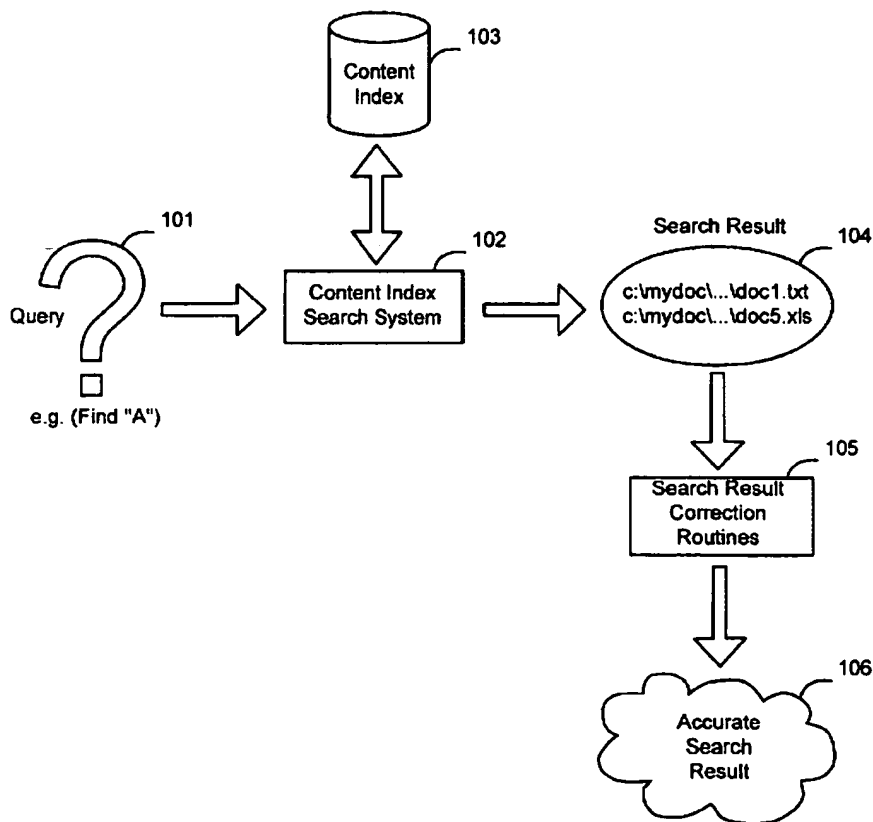 103
Content
Index
101
Query
e.g. (Find "A")
102
Content Index
Search System
Search Result
104
c:\mydoc\...\doc1.txt
c:\mydoc\...\doc5.xls
105
Search Result
Correction
Routines
106
Accurate
Search
Result